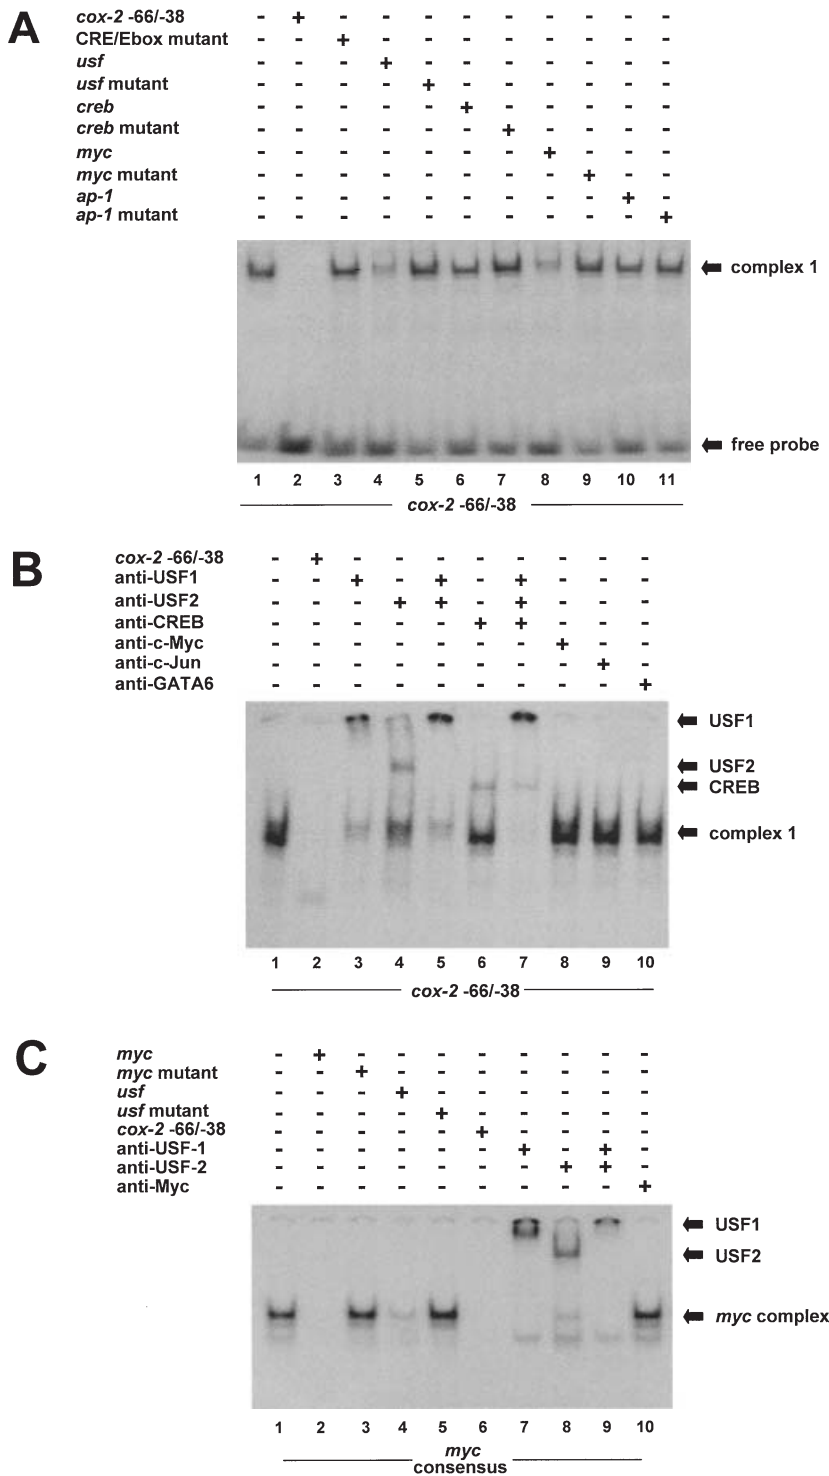 A
cox-2 -66/-38 - + - - - - - - - - -
CRE/Ebox mutant - - + - - - - - - - -
usf - - - + - - - - - - -
usf mutant - - - - + - - - - - -
creb - - - - - + - - - - -
creb mutant - - - - - - + - - - -
myc - - - - - - - + - - -
myc mutant - - - - - - - - + - -
ap-1 - - - - - - - - - + -
ap-1 mutant - - - - - - - - - - +
complex 1
free probe
1 2 3 4 5 6 7 8 9 10 11
cox-2 -66/-38
B
cox-2 -66/-38 - + - - - - - - - -
anti-USF1 - - + - + - + - - -
anti-USF2 - - - + + - + - - -
anti-CREB - - - - - + + - - -
anti-c-Myc - - - - - - - + - -
anti-c-Jun - - - - - - - - + -
anti-GATA6 - - - - - - - - - +
USF1
USF2
CREB
complex 1
1 2 3 4 5 6 7 8 9 10
cox-2 -66/-38
C
myc - + - - - - - - - -
myc mutant - - + - - - - - - -
usf - - - + - - - - - -
usf mutant - - - - + - - - - -
cox-2 -66/-38 - - - - - + - - - -
anti-USF-1 - - - - - - + - + -
anti-USF-2 - - - - - - - + + -
anti-Myc - - - - - - - - - +
USF1
USF2
myc complex
1 2 3 4 5 6 7 8 9 10
myc
consensus